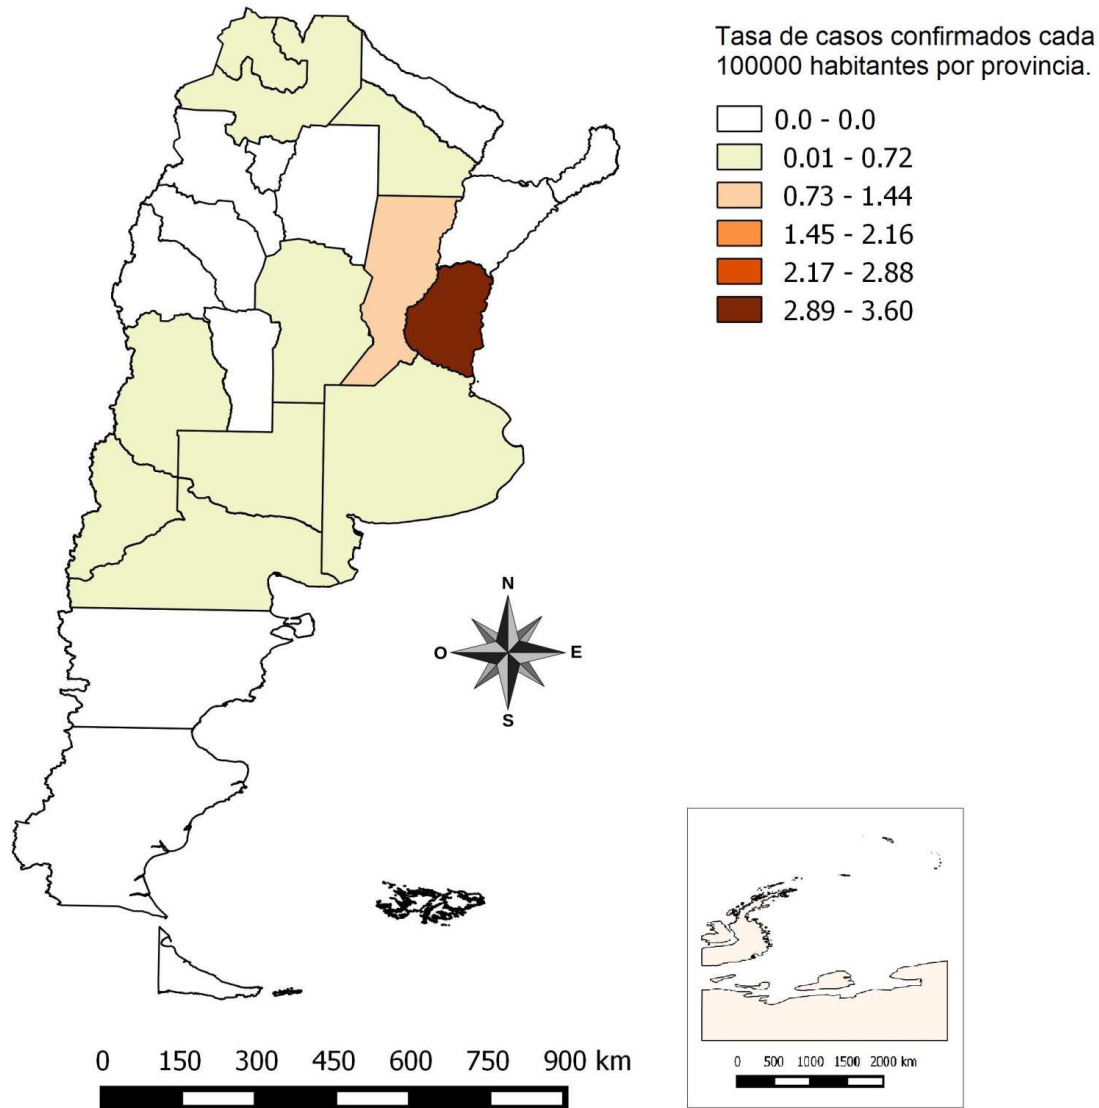 Tasa de casos confirmados cada
100000 habitantes por provincia.
0.0 - 0.0
0.01 - 0.72
0.73 - 1.44
1.45 - 2.16
2.17 - 2.88
2.89 - 3.60
N
O
E
S
0 150 300 450 600 750 900 km
0 500 1000 1500 2000 km